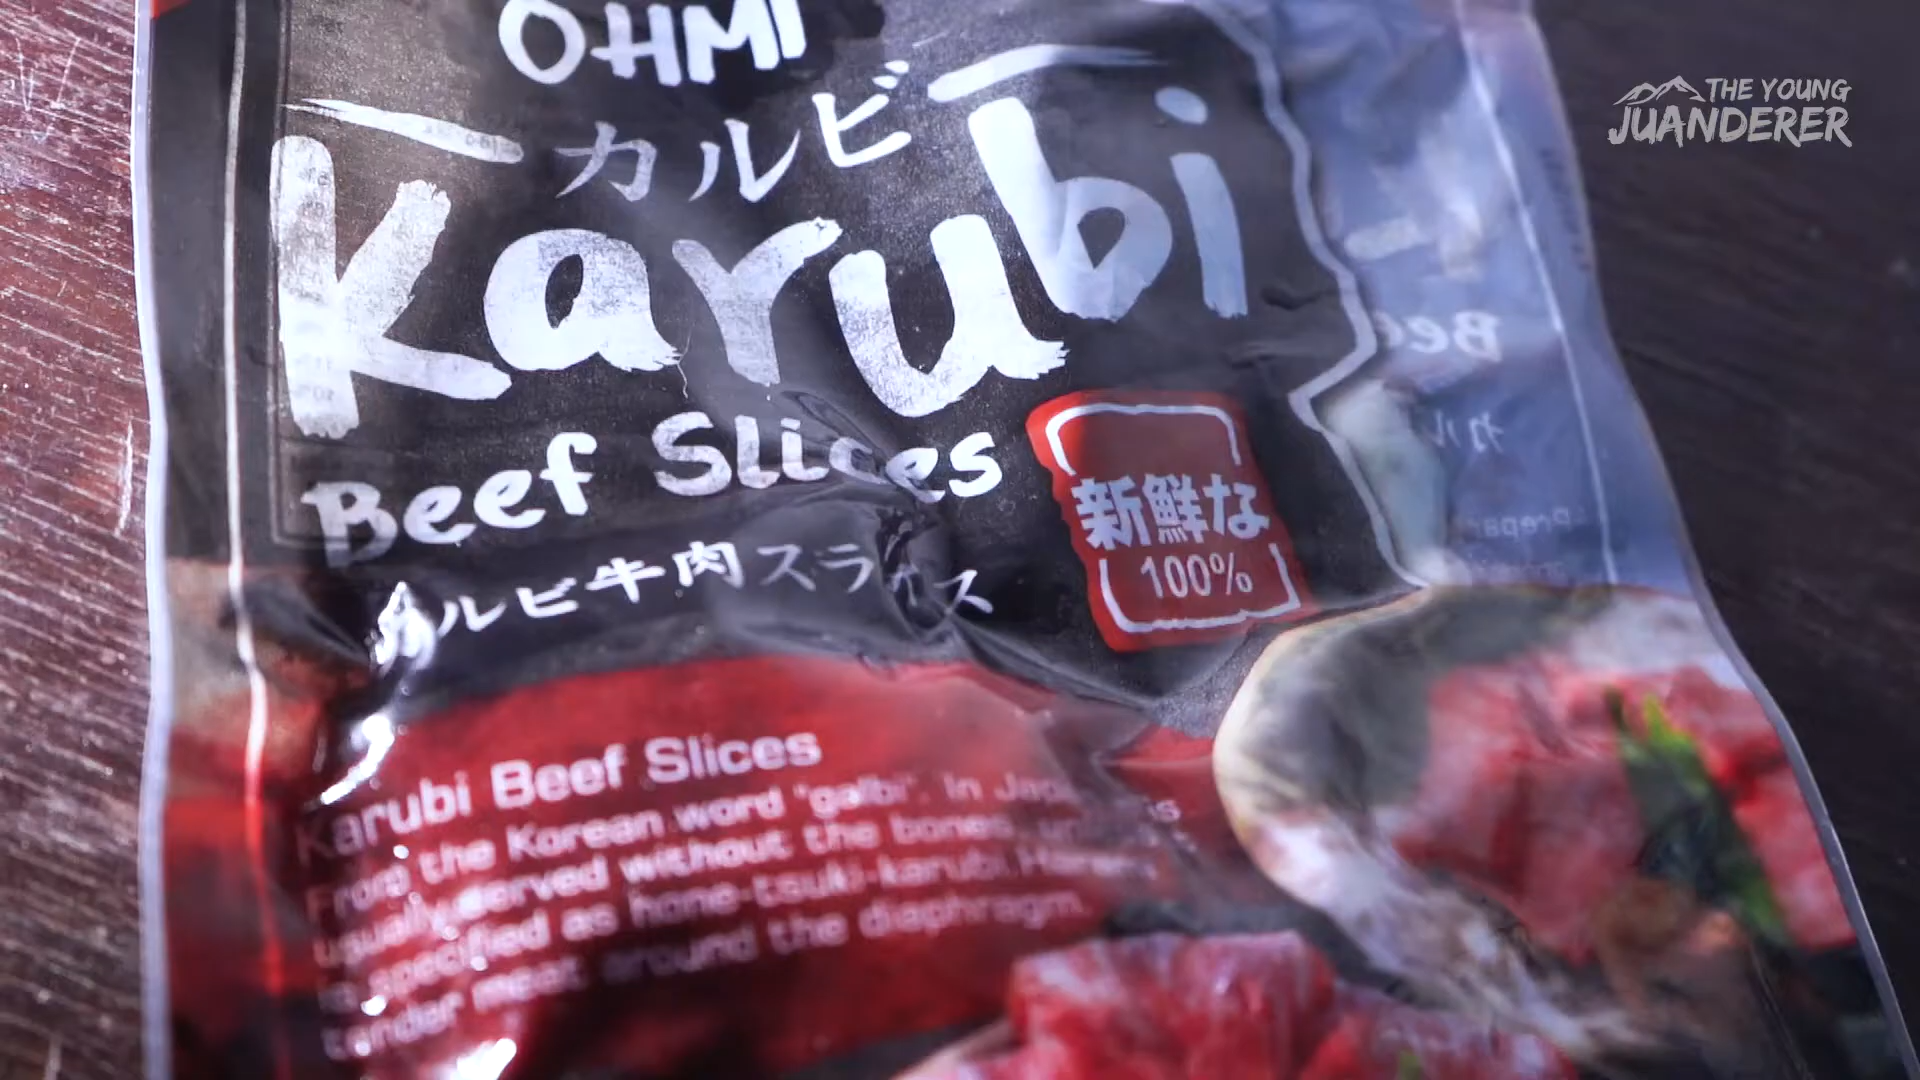 OHMI
カルビ
Karubi
Beef Slices
カルビ牛肉スライス
新鮮な
100%
Karubi Beef Slices
From the Korean word "galbi". In
usually served without the bones,
is specified as hone-tsuki-karubi.
tender meat around the diaphragm.
THE YOUNG
JUANDERER